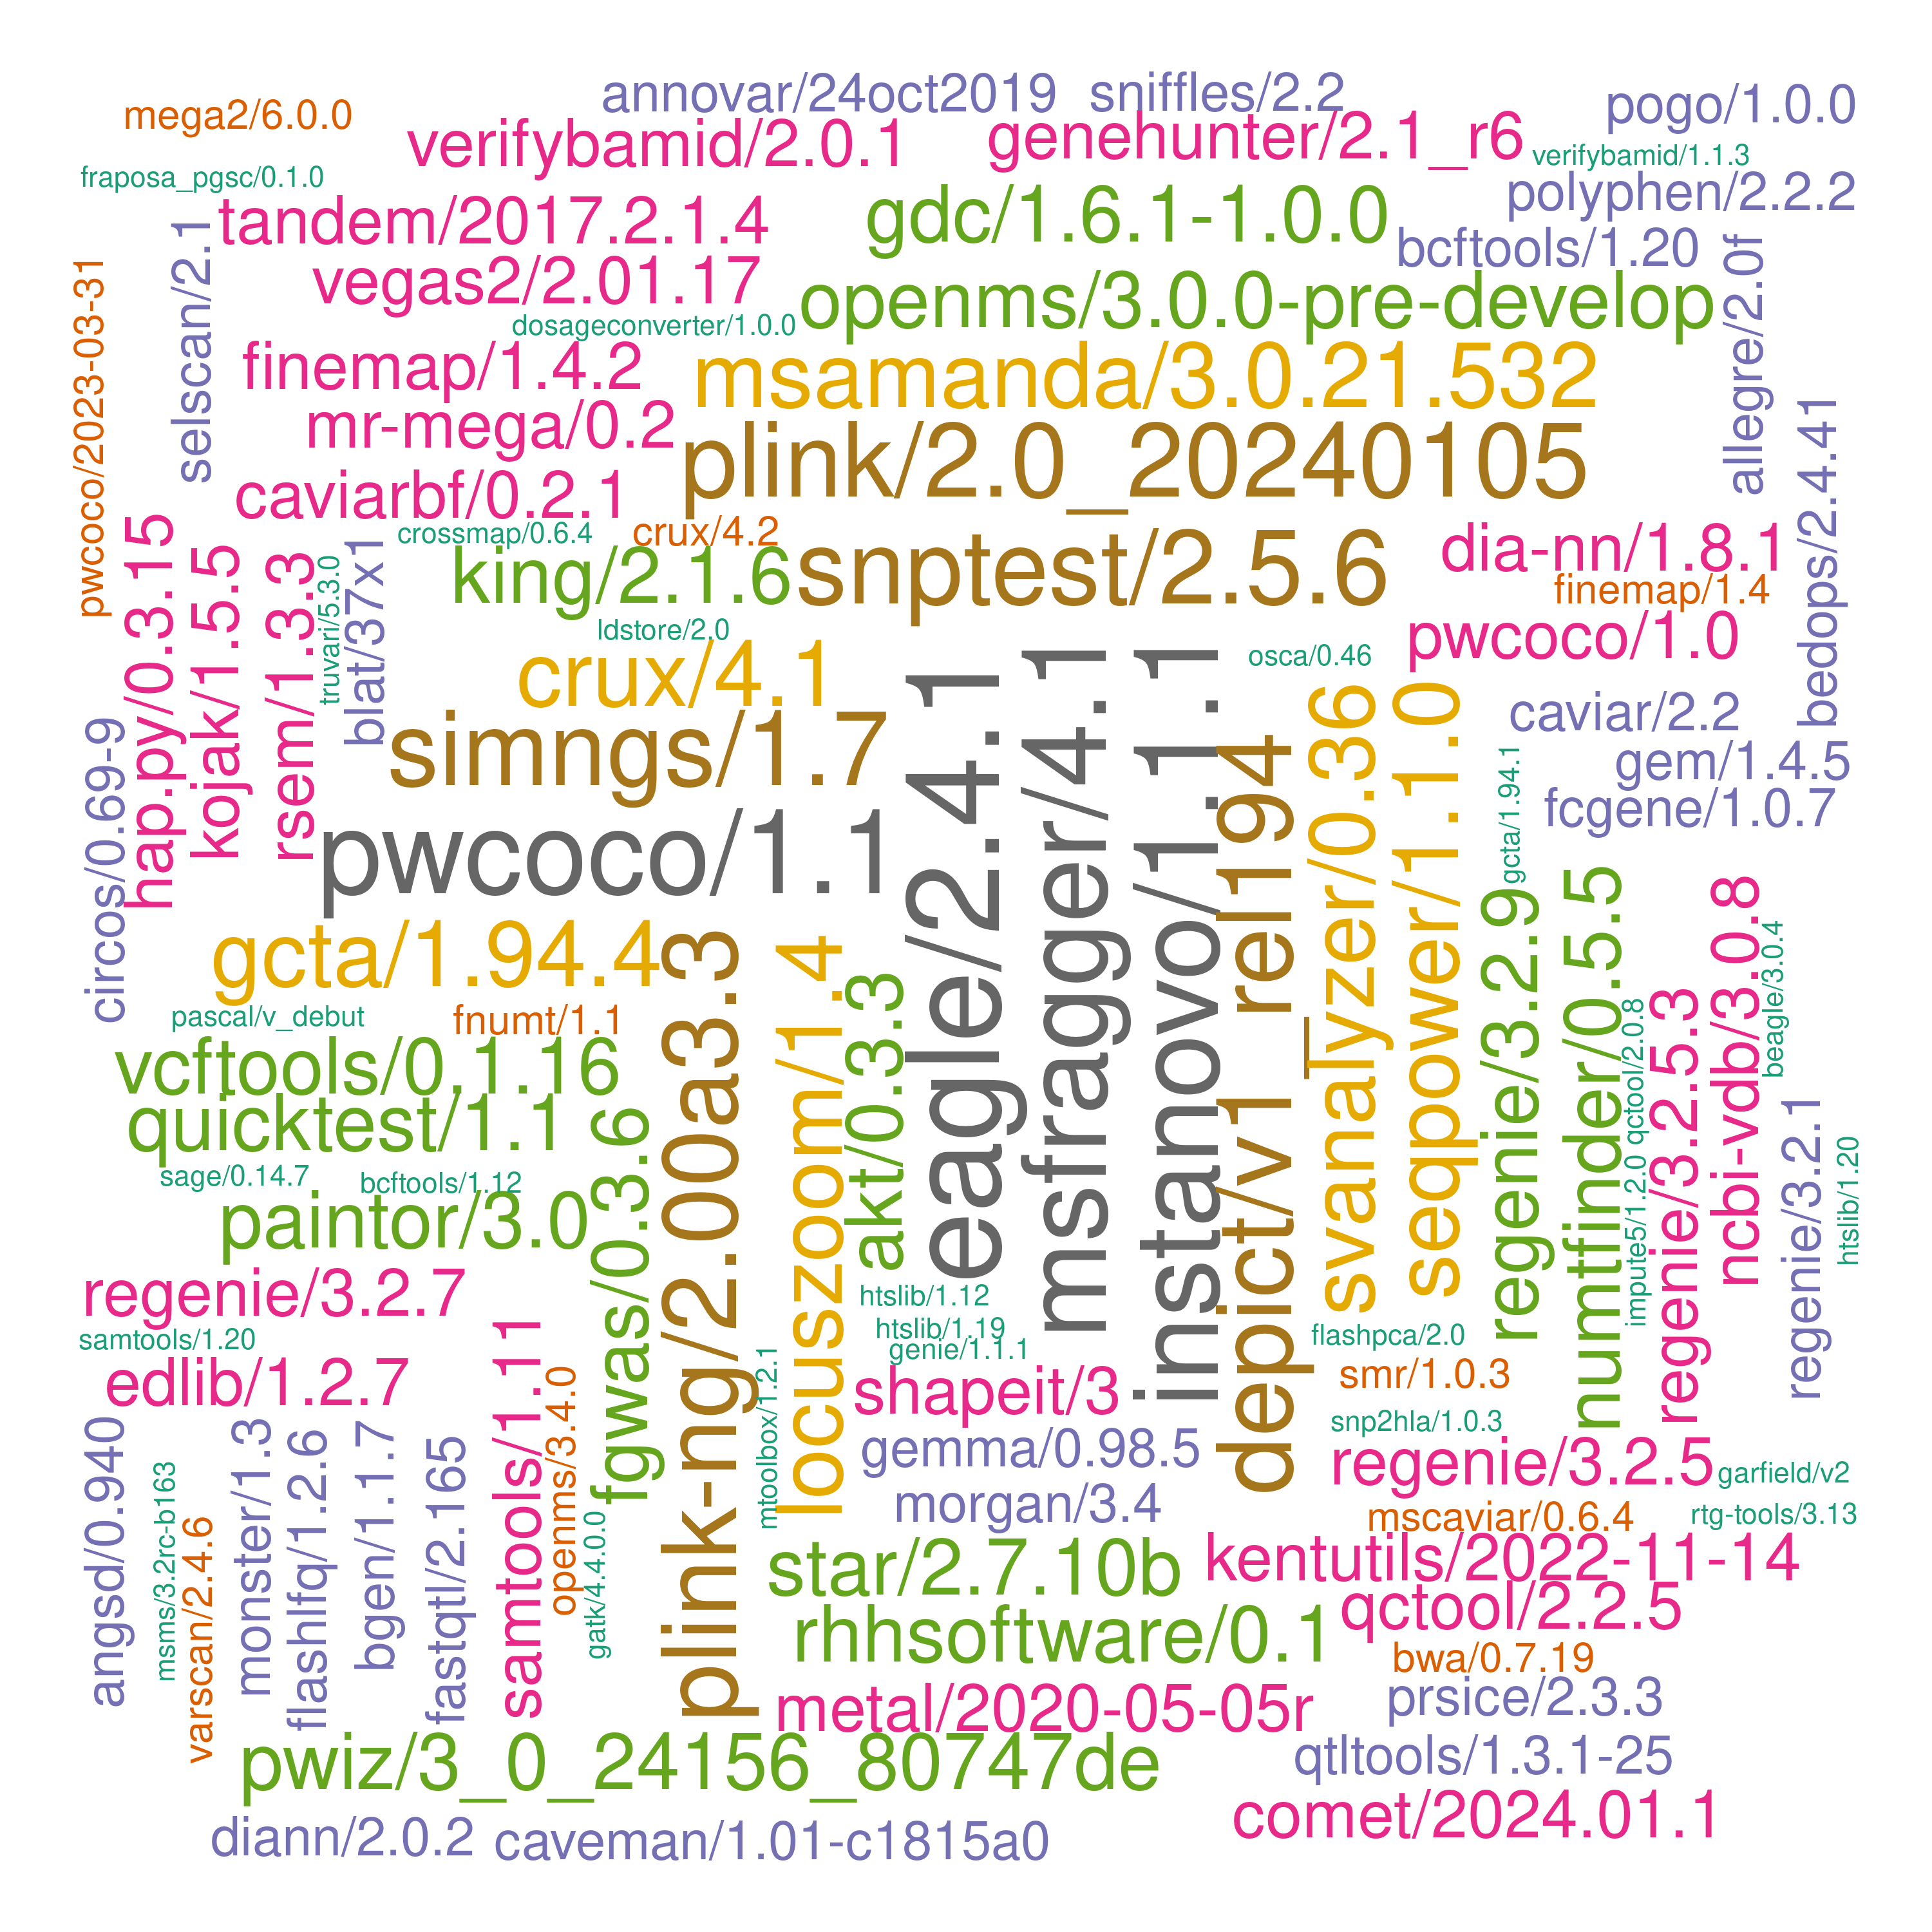 annovar/24oct2019
sniffles/2.2
pogo/1.0.0
mega2/6.0.0
verifybamid/2.0.1
genehunter/2.1_r6
verifybamid/1.1.3
fraposa_pgsc/0.1.0
polyphen/2.2.2
tandem/2017.2.1.4
gdc/1.6.1-1.0.0
bcftools/1.20
selscan/2.1
vegas2/2.01.17
openms/3.0.0-pre-develop
allegre/2.0f
pwcoco/2023-03-31
dosageconverter/1.0.0
finemap/1.4.2
msamanda/3.0.21.532
mr-mega/0.2
plink/2.0_20240105
bedops/2.4.41
caviarbf/0.2.1
crossmap/0.6.4
crux/4.2
king/2.1.6
snptest/2.5.6
dia-nn/1.8.1
finemap/1.4
hap.py/0.3.15
kojak/1.5.5
rsem/1.3.3
truvari/5.3.0
blat/37x1
ldstore/2.0
pwcoco/1.0
osca/0.46
crux/4.1
caviar/2.2
simngs/1.7
gem/1.4.5
circos/0.69-9
fcgene/1.0.7
pwcoco/1.1
eagle/2.4.1
msfragger/4.1
instanovo/1.1.1
depict/v1_rel194
svanalyzer/0.36
seqpower/1.1.0
gcta/1.94.1
regenie/3.2.9
numtfinder/0.5.5
qctool/2.0.8
impute5/1.2.0
regenie/3.2.5.3
ncbi-vdb/3.0.8
beagle/3.0.4
gcta/1.94.4
plink-ng/2.00a3.3
locuszoom/1.4
akt/0.3.3
pascal/v_debut
fnumt/1.1
vcftools/0.1.16
quicktest/1.1
fgwas/0.3.6
regenie/3.2.1
htslib/1.20
sage/0.14.7
bcftools/1.12
paintor/3.0
regenie/3.2.7
htslib/1.12
htslib/1.19
genie/1.1.1
flashpca/2.0
samtools/1.20
edlib/1.2.7
shapeit/3
smr/1.0.3
snp2hla/1.0.3
samtools/1.11
openms/3.4.0
mtoolbox/1.2.1
gemma/0.98.5
regenie/3.2.5
garfield/v2
angsd/0.940
msms/3.2rc-b163
varscan/2.4.6
monster/1.3
flashlfq/1.2.6
bgen/1.1.7
fastqtl/2.165
gatk/4.4.0.0
morgan/3.4
mscaviar/0.6.4
rtg-tools/3.13
star/2.7.10b
kentutils/2022-11-14
qctool/2.2.5
rhhsoftware/0.1
bwa/0.7.19
metal/2020-05-05r
prsice/2.3.3
pwiz/3_0_24156_80747de
qtltools/1.3.1-25
comet/2024.01.1
diann/2.0.2
caveman/1.01-c1815a0